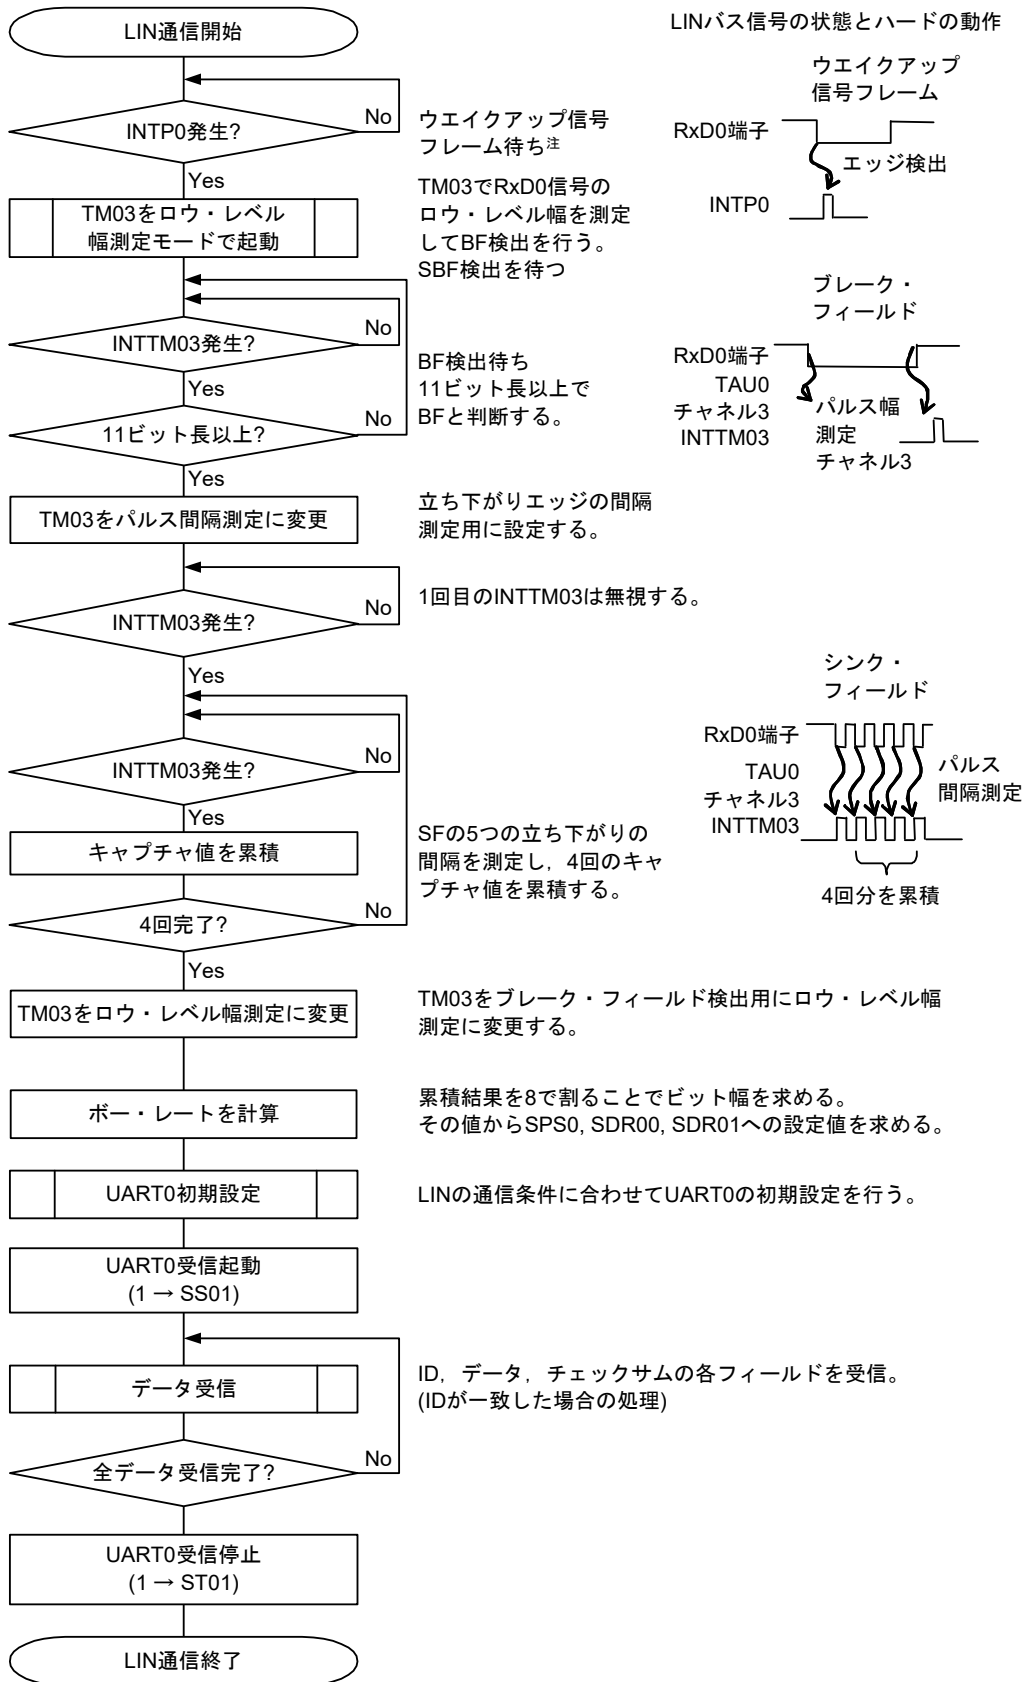 LIN通信開始
LINバス信号の状態とハードの動作
INTP0発生?
No
Yes
ウエイクアップ信号
フレーム待ち注
ウエイクアップ
信号フレーム
RxD0端子
エッジ検出
INTP0
TM03をロウ・レベル
幅測定モードで起動
TM03でRxD0信号の
ロウ・レベル幅を測定
してBF検出を行う。
SBF検出を待つ
INTTM03発生?
No
Yes
11ビット長以上?
No
Yes
BF検出待ち
11ビット長以上で
BFと判断する。
ブレーク・
フィールド
RxD0端子
TAU0
チャネル3
INTTM03
パルス幅
測定
チャネル3
TM03をパルス間隔測定に変更
立ち下がりエッジの間隔
測定用に設定する。
INTTM03発生?
No
Yes
1回目のINTTM03は無視する。
INTTM03発生?
No
Yes
シンク・
フィールド
RxD0端子
TAU0
チャネル3
INTTM03
パルス
間隔測定
4回分を累積
キャプチャ値を累積
SFの5つの立ち下がりの
間隔を測定し，4回のキャ
プチャ値を累積する。
4回完了?
No
Yes
TM03をロウ・レベル幅測定に変更
TM03をブレーク・フィールド検出用にロウ・レベル幅
測定に変更する。
ボー・レートを計算
累積結果を8で割ることでビット幅を求める。
その値からSPS0, SDR00, SDR01への設定値を求める。
UART0初期設定
LINの通信条件に合わせてUART0の初期設定を行う。
UART0受信起動
(1 → SS01)
データ受信
ID，データ，チェックサムの各フィールドを受信。
(IDが一致した場合の処理)
全データ受信完了?
No
UART0受信停止
(1 → ST01)
LIN通信終了